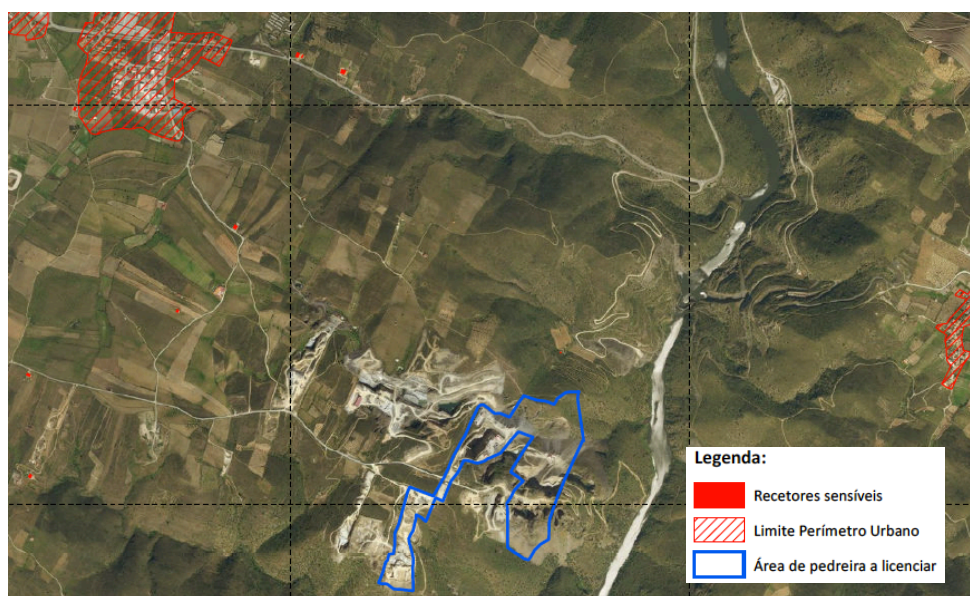 Legenda:
Recetores sensíveis
Limite Perímetro Urbano
Área de pedreira a licenciar